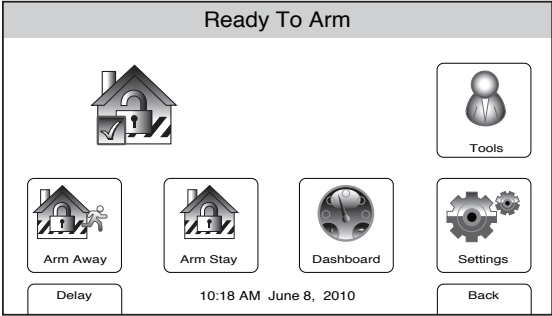 Ready To Arm
Tools
Arm Away
Arm Stay
Dashboard
Settings
Delay
10:18 AM June 8, 2010
Back